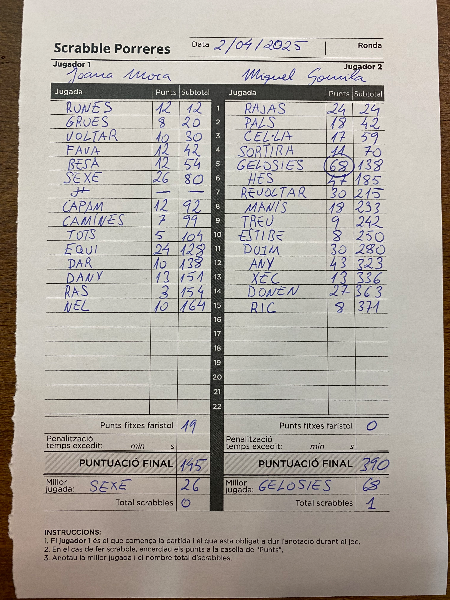 Scrabble Porreres Data 2/04/2025 Ronda
Jugador 1 Jugador 2
Joana Mora Miquel Gomila
Jugada Punts Subtotal Jugada Punts Subtotal
RUNES 12 12 1 RAJAS 24 24
GRUES 8 20 2 PALS 18 42
VOLTAR 10 30 3 CEL·LA 17 59
FAVA 12 42 4 SORTIRA 11 70
BESA 12 54 5 GELOSIES 68 138
SEXE 26 80 6 HES 47 185
— — 7 REVOLTAR 30 215
CAPAM 12 92 8 MANIS 18 233
CAMINES 7 99 9 TREU 9 242
TOTS 5 104 10 ESTIBE 8 250
EQUI 24 128 11 DUIM 30 280
DAR 10 138 12 ANY 43 323
DANY 13 151 13 XEC 13 336
RAS 3 154 14 DONEN 27 363
NEL 10 164 15 RIC 8 371
16
17
18
19
20
21
22
Punts fitxes faristol 19 Punts fitxes faristol 0
Penalització temps excedit: min s Penalització temps excedit: min s
PUNTUACIÓ FINAL 145 PUNTUACIÓ FINAL 390
Millor jugada: SEXE 26 Millor jugada: GELOSIES 68
Total scrabbles 0 Total scrabbles 1
INSTRUCCIONS:
1. El jugador 1 és el que comença la partida i el que està obligat a dur l'anotació durant el joc.
2. En el cas de fer scrabble, encerclau els punts a la casella de "Punts".
3. Anotau la millor jugada i el nombre total d'scrabbles.